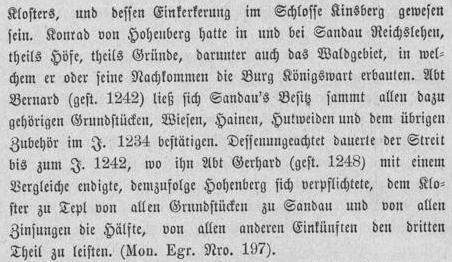 Klosters, und dessen Einkerkerung im Schlosse Kinsberg gewesen
sein. Konrad von Hohenberg hatte in und bei Sandau Reichslehen,
theils Höfe, theils Gründe, darunter auch das Waldgebiet, in wel-
chem er oder seine Nachkommen die Burg Königswart erbauten. Abt
Bernard (gest. 1242) ließ sich Sandau's Besitz sammt allen dazu
gehörigen Grundstücken, Wiesen, Hainen, Hutweiden und dem übrigen
Zubehör im J. 1234 bestätigen. Dessenungeachtet dauerte der Streit
bis zum J. 1242, wo ihn Abt Gerhard (gest. 1248) mit einem
Vergleiche endigte, demzufolge Hohenberg sich verpflichtete, dem Klo-
ster zu Tepl von allen Grundstücken zu Sandau und von allen
Zinsungen die Hälfte, von allen anderen Einkünften den dritten
Theil zu leisten. (Mon. Egr. Nro. 197).